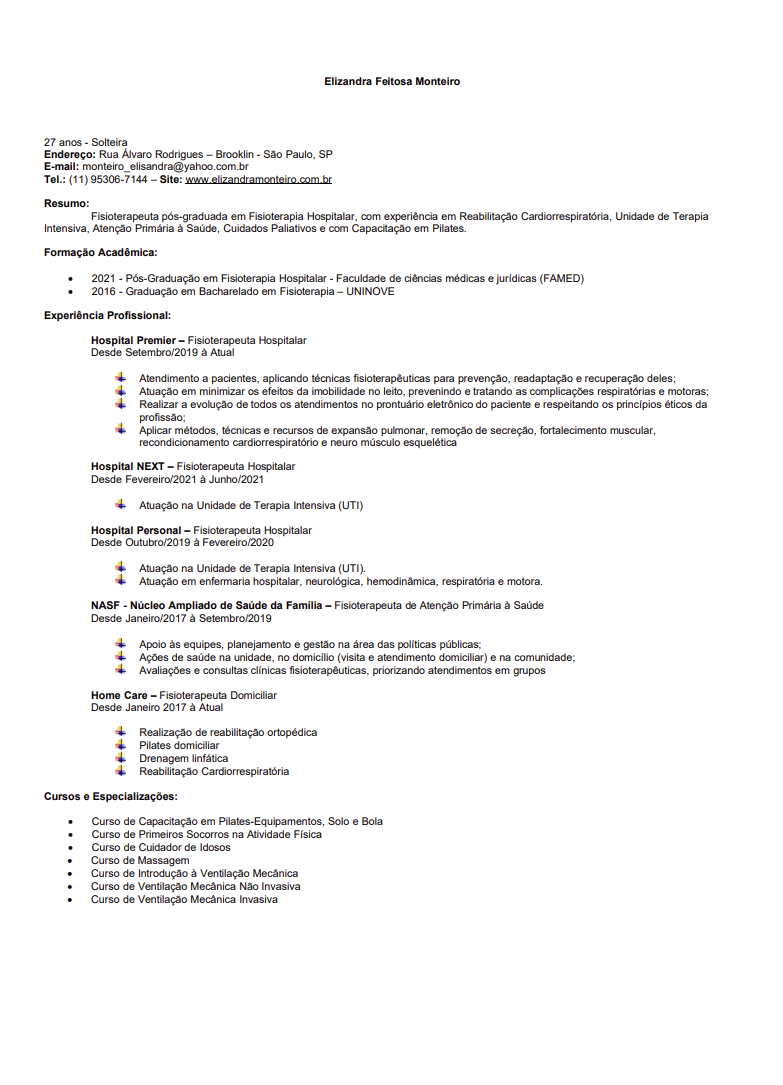 Elizandra Feitosa Monteiro
27 anos - Solteira
Endereço: Rua Álvaro Rodrigues – Brooklin - São Paulo, SP
E-mail: monteiro_elisandra@yahoo.com.br
Tel.: (11) 95306-7144 – Site: www.elizandramonteiro.com.br
Resumo:
Fisioterapeuta pós-graduada em Fisioterapia Hospitalar, com experiência em Reabilitação Cardiorrespiratória, Unidade de Terapia
Intensiva, Atenção Primária à Saúde, Cuidados Paliativos e com Capacitação em Pilates.
Formação Acadêmica:
• 2021 - Pós-Graduação em Fisioterapia Hospitalar - Faculdade de ciências médicas e jurídicas (FAMED)
• 2016 - Graduação em Bacharelado em Fisioterapia – UNINOVE
Experiência Profissional:
Hospital Premier – Fisioterapeuta Hospitalar
Desde Setembro/2019 à Atual
Atendimento a pacientes, aplicando técnicas fisioterapêuticas para prevenção, readaptação e recuperação deles;
Atuação em minimizar os efeitos da imobilidade no leito, prevenindo e tratando as complicações respiratórias e motoras;
Realizar a evolução de todos os atendimentos no prontuário eletrônico do paciente e respeitando os princípios éticos da
profissão;
Aplicar métodos, técnicas e recursos de expansão pulmonar, remoção de secreção, fortalecimento muscular,
recondicionamento cardiorrespiratório e neuro músculo esquelética
Hospital NEXT – Fisioterapeuta Hospitalar
Desde Fevereiro/2021 à Junho/2021
Atuação na Unidade de Terapia Intensiva (UTI)
Hospital Personal – Fisioterapeuta Hospitalar
Desde Outubro/2019 à Fevereiro/2020
Atuação na Unidade de Terapia Intensiva (UTI).
Atuação em enfermaria hospitalar, neurológica, hemodinâmica, respiratória e motora.
NASF - Núcleo Ampliado de Saúde da Família – Fisioterapeuta de Atenção Primária à Saúde
Desde Janeiro/2017 à Setembro/2019
Apoio às equipes, planejamento e gestão na área das políticas públicas;
Ações de saúde na unidade, no domicílio (visita e atendimento domiciliar) e na comunidade;
Avaliações e consultas clínicas fisioterapêuticas, priorizando atendimentos em grupos
Home Care – Fisioterapeuta Domiciliar
Desde Janeiro 2017 à Atual
Realização de reabilitação ortopédica
Pilates domiciliar
Drenagem linfática
Reabilitação Cardiorrespiratória
Cursos e Especializações:
• Curso de Capacitação em Pilates-Equipamentos, Solo e Bola
• Curso de Primeiros Socorros na Atividade Física
• Curso de Cuidador de Idosos
• Curso de Massagem
• Curso de Introdução à Ventilação Mecânica
• Curso de Ventilação Mecânica Não Invasiva
• Curso de Ventilação Mecânica Invasiva